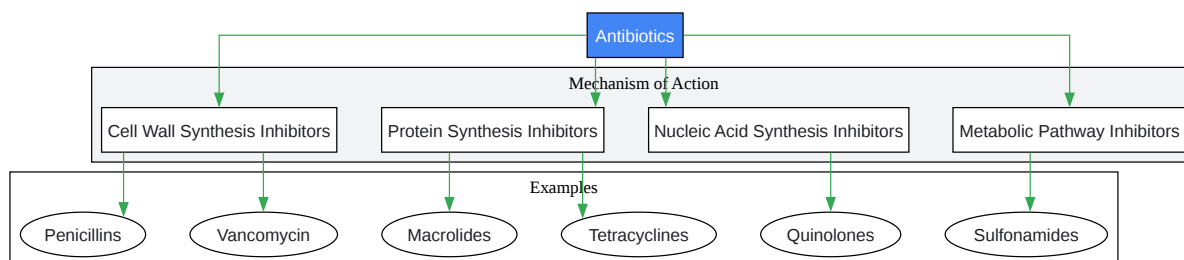 Antibiotics
Mechanism of Action
Cell Wall Synthesis Inhibitors
Protein Synthesis Inhibitors
Nucleic Acid Synthesis Inhibitors
Metabolic Pathway Inhibitors
Examples
Penicillins
Vancomycin
Macrolides
Tetracyclines
Quinolones
Sulfonamides